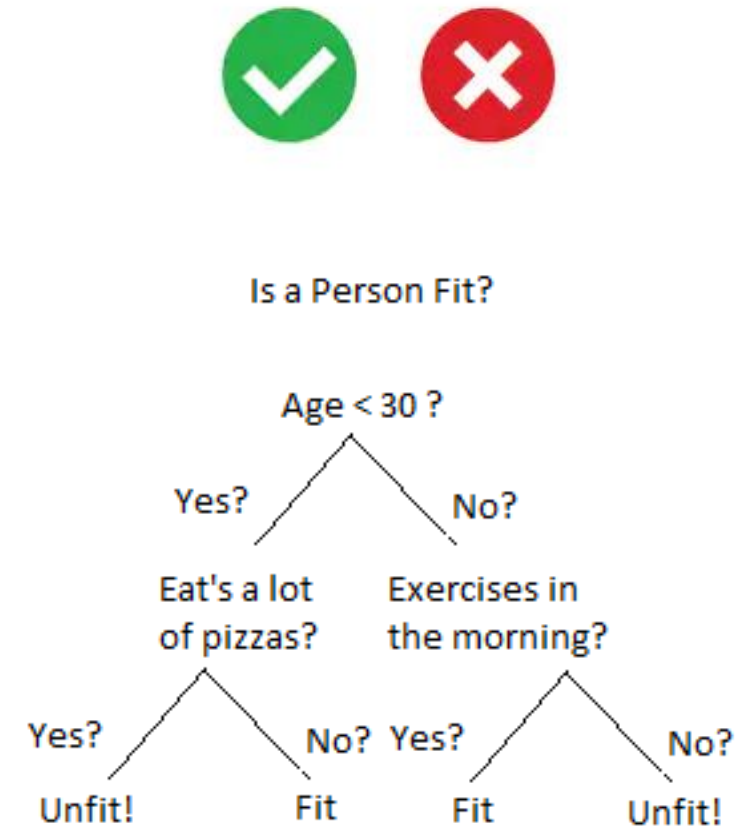 Is a Person Fit?
Age < 30 ?
Yes?
No?
Eat's a lot
of pizzas?
Exercises in
the morning?
Yes?
No?
Yes?
No?
Unfit!
Fit
Fit
Unfit!